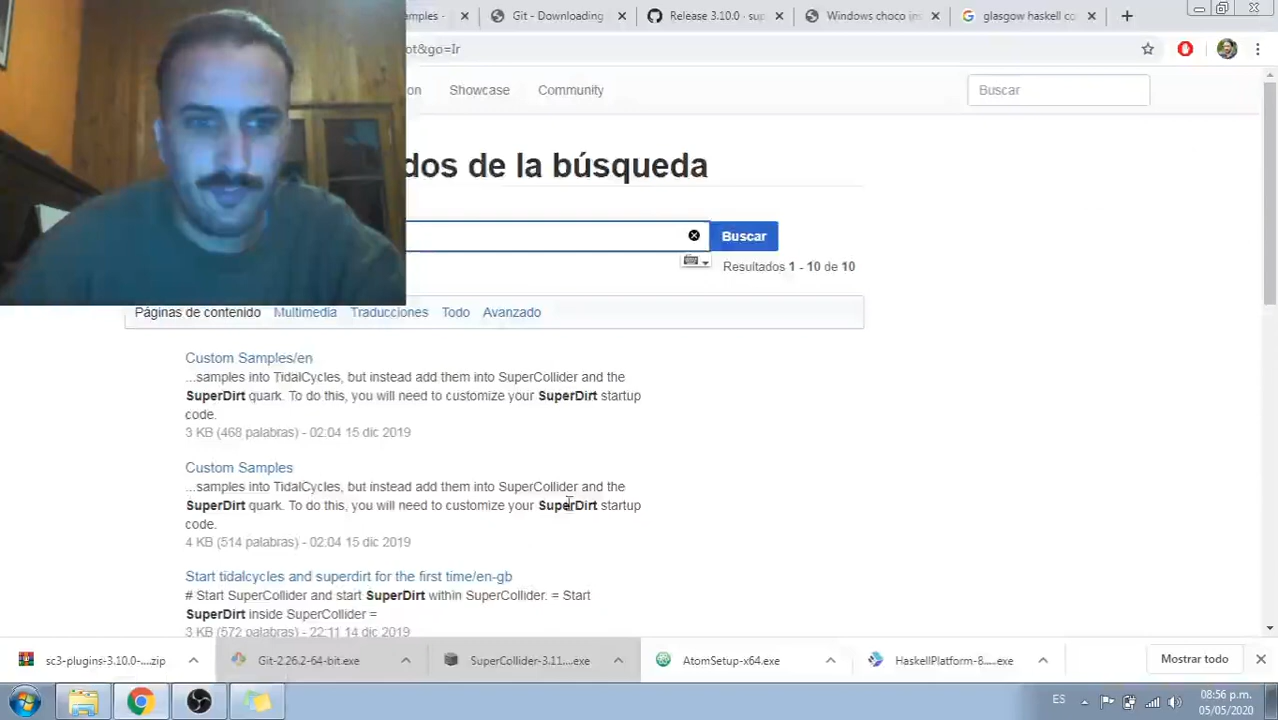 amples -
Git - Downloading
Release 3.10.0 · sup
Windows choco ins
glasgow haskell co
ot&go=Ir
on
Showcase
Community
Buscar
dos de la búsqueda
Buscar
Resultados 1 - 10 de 10
Páginas de contenido
Multimedia
Traducciones
Todo
Avanzado
Custom Samples/en
...samples into TidalCycles, but instead add them into SuperCollider and the
SuperDirt quark. To do this, you will need to customize your SuperDirt startup
code.
3 KB (468 palabras) - 02:04 15 dic 2019
Custom Samples
...samples into TidalCycles, but instead add them into SuperCollider and the
SuperDirt quark. To do this, you will need to customize your SuperDirt startup
code.
4 KB (514 palabras) - 02:04 15 dic 2019
Start tidalcycles and superdirt for the first time/en-gb
# Start SuperCollider and start SuperDirt within SuperCollider. = Start
SuperDirt inside SuperCollider =
3 KB (572 palabras) - 22:11 14 dic 2019
sc3-plugins-3.10.0-....zip
Git-2.26.2-64-bit.exe
SuperCollider-3.11....exe
AtomSetup-x64.exe
HaskellPlatform-8....exe
Mostrar todo
ES
08:56 p.m.
05/05/2020